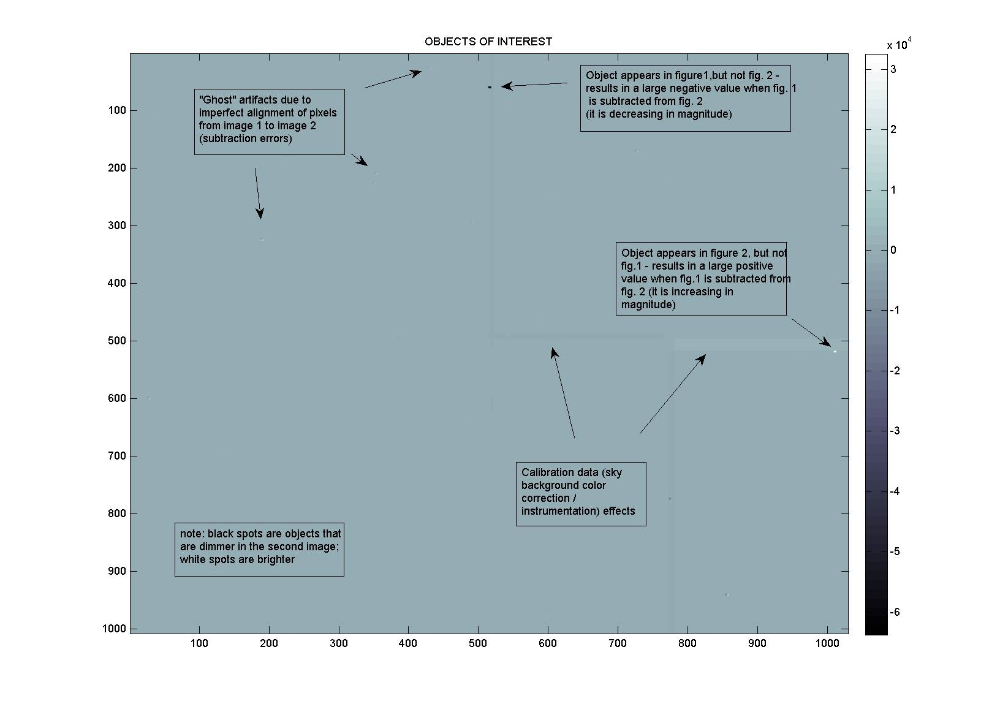 OBJECTS OF INTEREST
x 10^4
"Ghost" artifacts due to
imperfect alignment of pixels
from image 1 to image 2
(subtraction errors)
Object appears in figure1,but not fig. 2 -
results in a large negative value when fig. 1
is subtracted from fig. 2
(it is decreasing in magnitude)
Object appears in figure 2, but not
fig.1 - results in a large positive
value when fig.1 is subtracted from
fig. 2 (it is increasing in
magnitude)
Calibration data (sky
background color
correction /
instrumentation) effects
note: black spots are objects that
are dimmer in the second image;
white spots are brighter
100
200
300
400
500
600
700
800
900
1000
100 200 300 400 500 600 700 800 900 1000
3
2
1
0
-1
-2
-3
-4
-5
-6